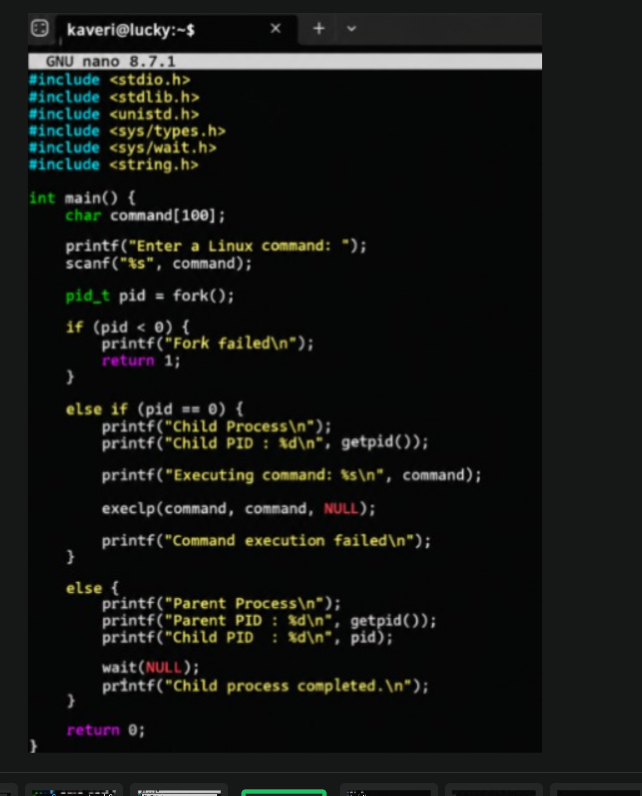 kaveri@lucky:~$
GNU nano 8.7.1
#include <stdio.h>
#include <stdlib.h>
#include <unistd.h>
#include <sys/types.h>
#include <sys/wait.h>
#include <string.h>
int main() {
char command[100];
printf("Enter a Linux command: ");
scanf("%s", command);
pid_t pid = fork();
if (pid < 0) {
printf("Fork failed\n");
return 1;
}
else if (pid == 0) {
printf("Child Process\n");
printf("Child PID : %d\n", getpid());
printf("Executing command: %s\n", command);
execlp(command, command, NULL);
printf("Command execution failed\n");
}
else {
printf("Parent Process\n");
printf("Parent PID : %d\n", getpid());
printf("Child PID  : %d\n", pid);
wait(NULL);
printf("Child process completed.\n");
}
return 0;
}